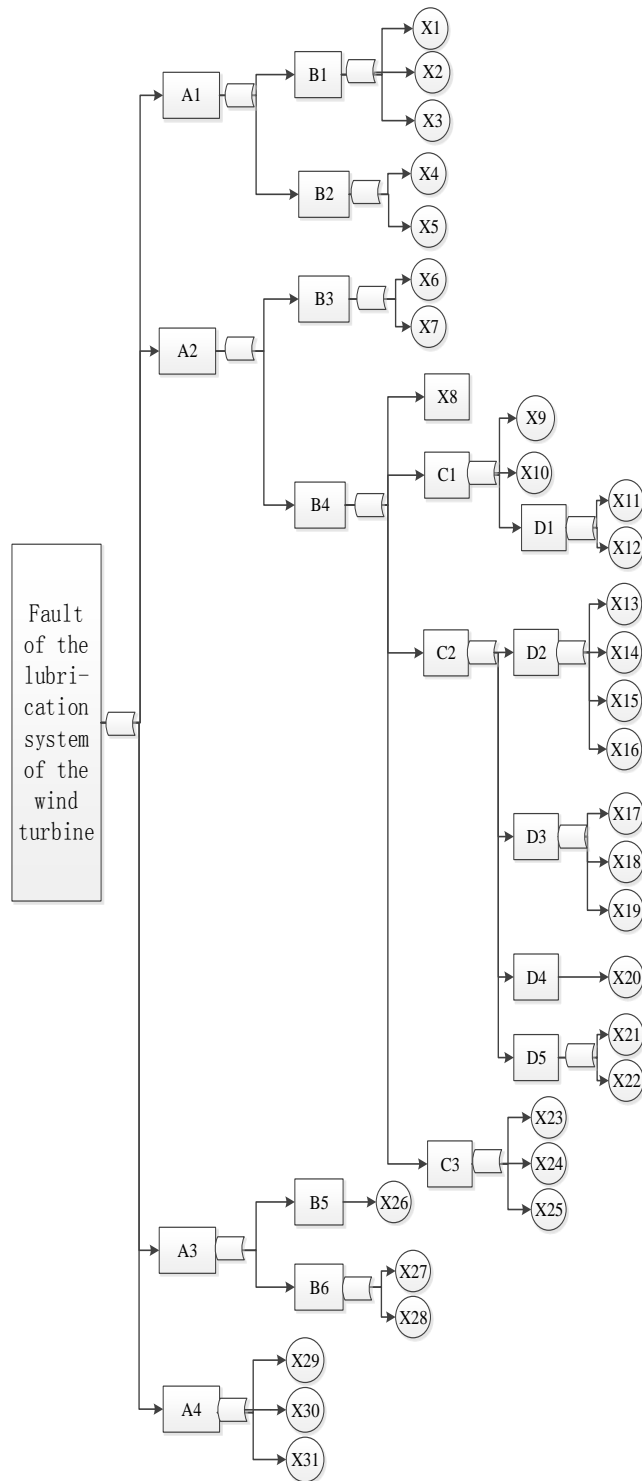 Fault
of the
lubri-
cation
system
of the
wind
turbine
A1
B1
X1
X2
X3
B2
X4
X5
A2
B3
X6
X7
B4
X8
C1
X9
X10
D1
X11
X12
C2
D2
X13
X14
X15
X16
D3
X17
X18
X19
D4
X20
D5
X21
X22
C3
X23
X24
X25
A3
B5
X26
B6
X27
X28
A4
X29
X30
X31